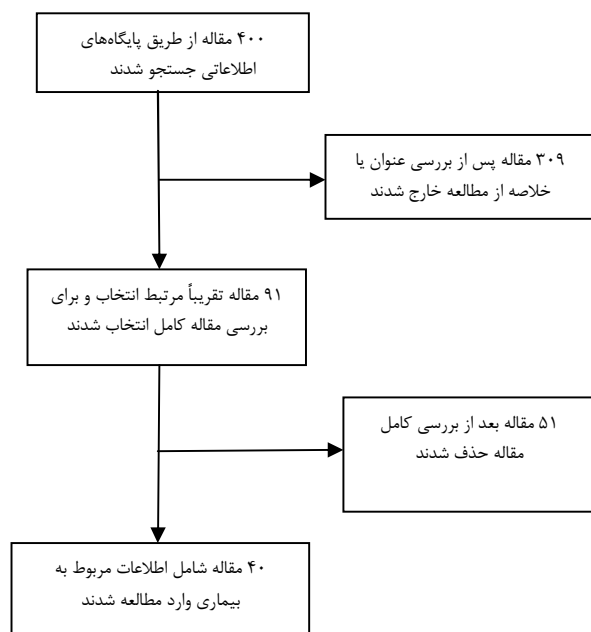 ۴۰۰ مقاله از طریق پایگاه‌های
اطلاعاتی جستجو شدند
۳۰۹ مقاله پس از بررسی عنوان یا
خلاصه از مطالعه خارج شدند
۹۱ مقاله تقریباً مرتبط انتخاب و برای
بررسی مقاله کامل انتخاب شدند
۵۱ مقاله بعد از بررسی کامل
مقاله حذف شدند
۴۰ مقاله شامل اطلاعات مربوط به
بیماری وارد مطالعه شدند